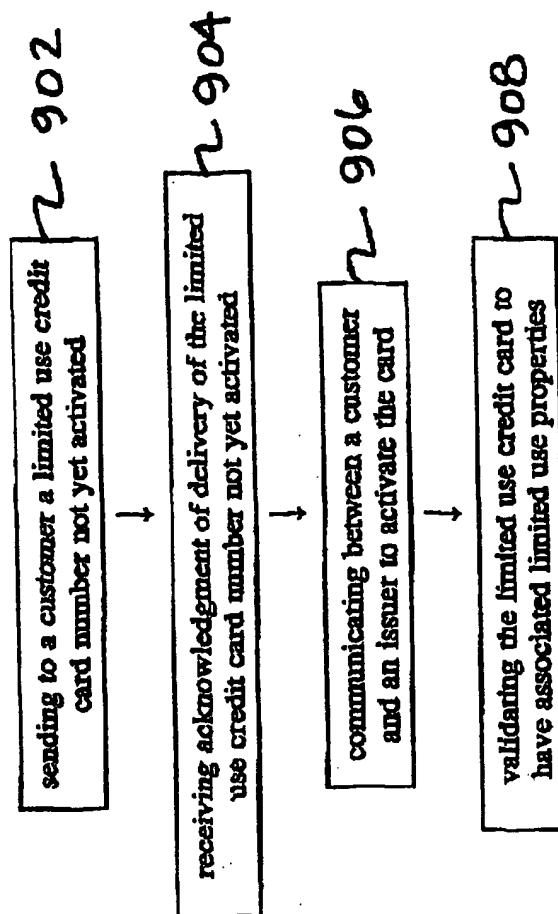 sending to a customer a limited use credit
card number not yet activated
902
receiving acknowledgment of delivery of the limited
use credit card number not yet activated
904
communicating between a customer
and an issuer to activate the card
906
validating the limited use credit card to
have associated limited use properties
908